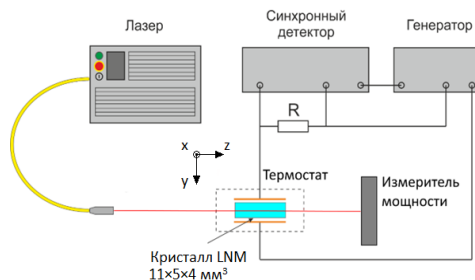 Лазер
Синхронный
детектор
Генератор
R
x
z
y
Термостат
Измеритель
мощности
Кристалл LNM
11×5×4 мм³